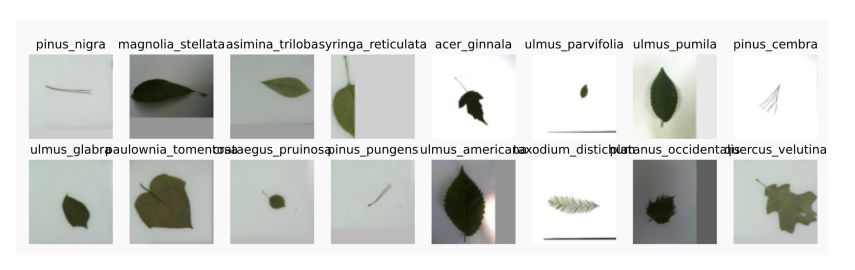 pinus_nigra magnolia_stellata asimina_triloba syringa_reticulata acer_ginnala ulmus_parvifolia ulmus_pumila pinus_cembra
ulmus_glabra paulownia_tomentosa crataegus_pruinosa pinus_pungens ulmus_americana taxodium_distichum platanus_occidentalis quercus_velutina